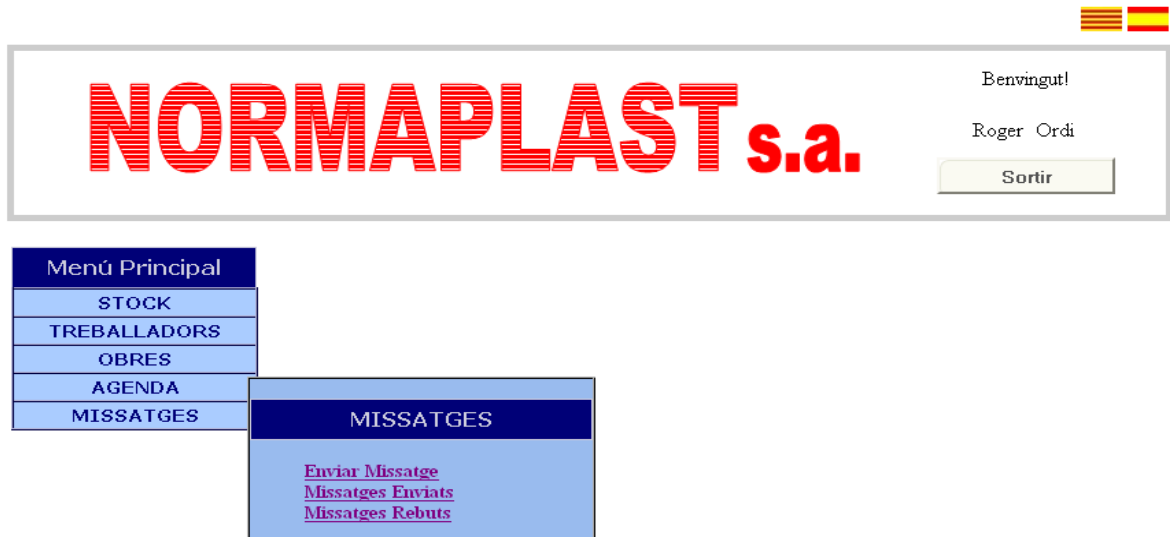 NORMAPLAST s.a.
Benvingut!
Roger Ordi
Sortir
Menú Principal
STOCK
TREBALLADORS
OBRES
AGENDA
MISSATGES
MISSATGES
Enviar Missatge
Missatges Enviats
Missatges Rebuts